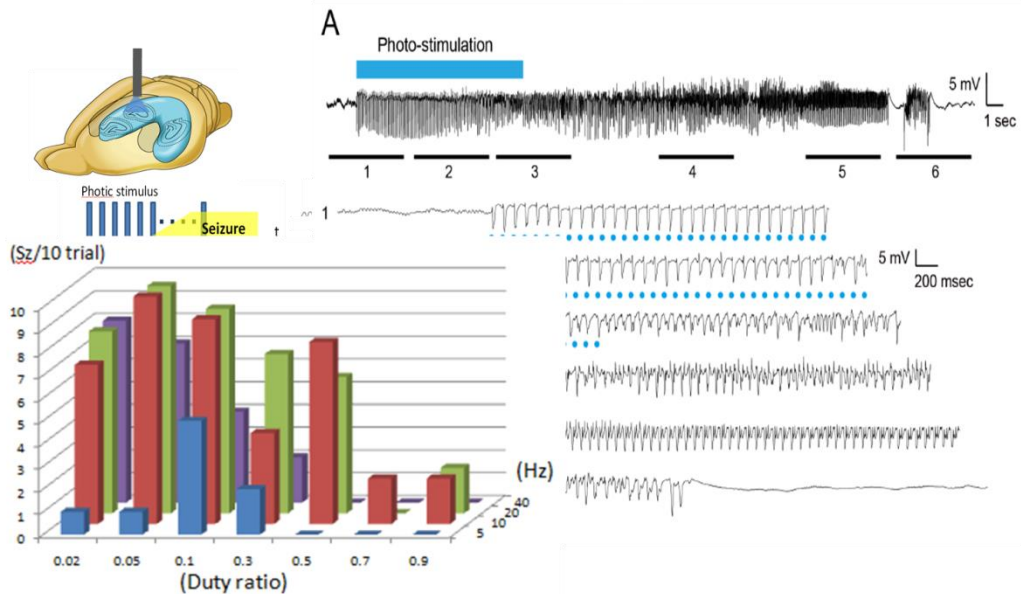 A
Photo-stimulation
5 mV
1 sec
1 2 3 4 5 6
Photic stimulus
Seizure
t
1
5 mV
200 msec
(Sz/10 trial)
10
9
8
7
6
5
4
3
2
1
0
0.02 0.05 0.1 0.3 0.5 0.7 0.9
(Duty ratio)
(Hz)
40
20
10
5